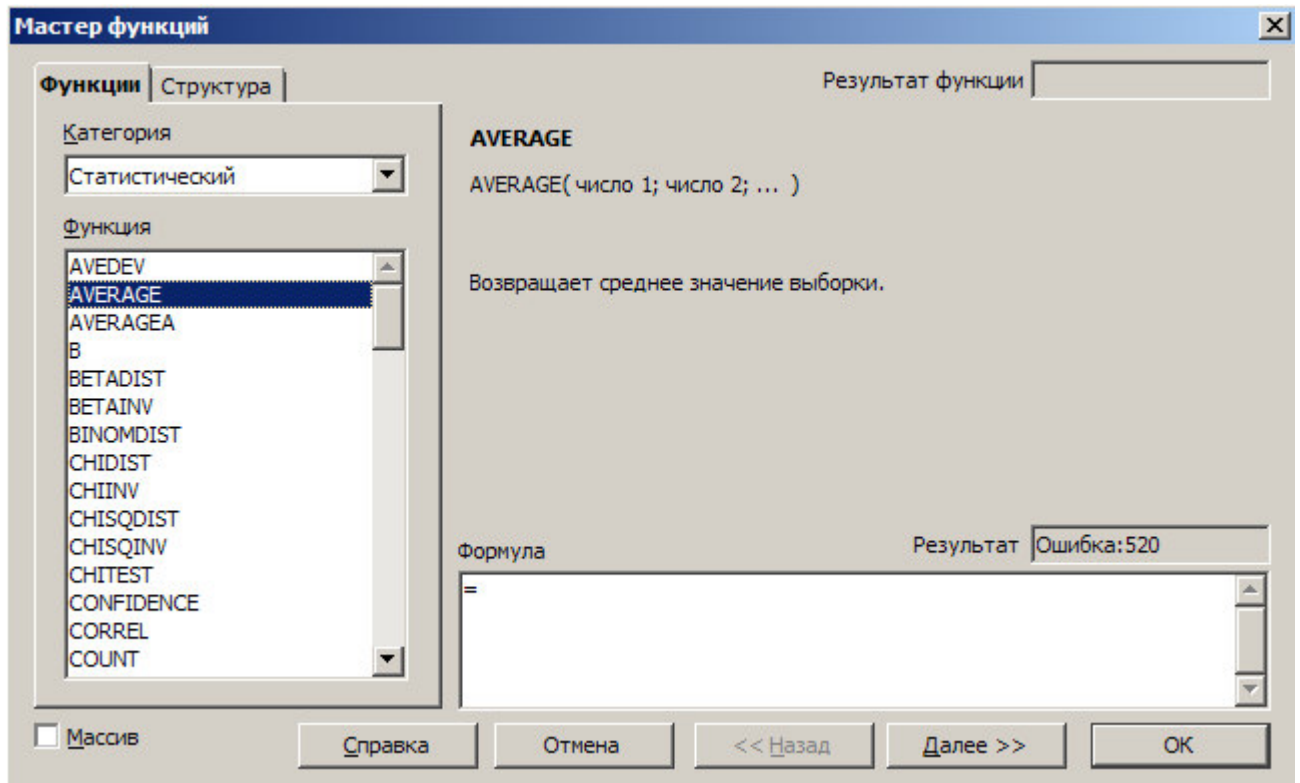 Мастер функций
Функции
Структура
Результат функции
Категория
Статистический
Функция
AVEDEV
AVERAGE
AVERAGEA
B
BETADIST
BETAINV
BINOMDIST
CHIDIST
CHIINV
CHISQDIST
CHISQINV
CHITEST
CONFIDENCE
CORREL
COUNT
AVERAGE
AVERAGE( число 1; число 2; ... )
Возвращает среднее значение выборки.
Формула
Результат
Ошибка:520
=
Массив
Справка
Отмена
<< Назад
Далее >>
OK